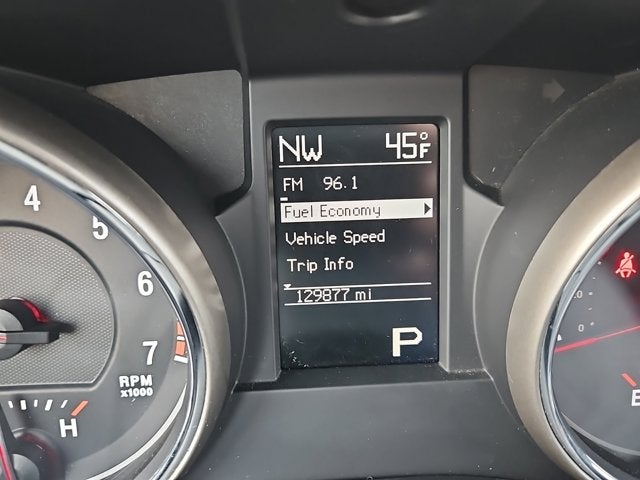 NW 45°F
FM 96.1
Fuel Economy
Vehicle Speed
Trip Info
129877 mi
P
4
5
6
7
RPM
x1000
H
0
E